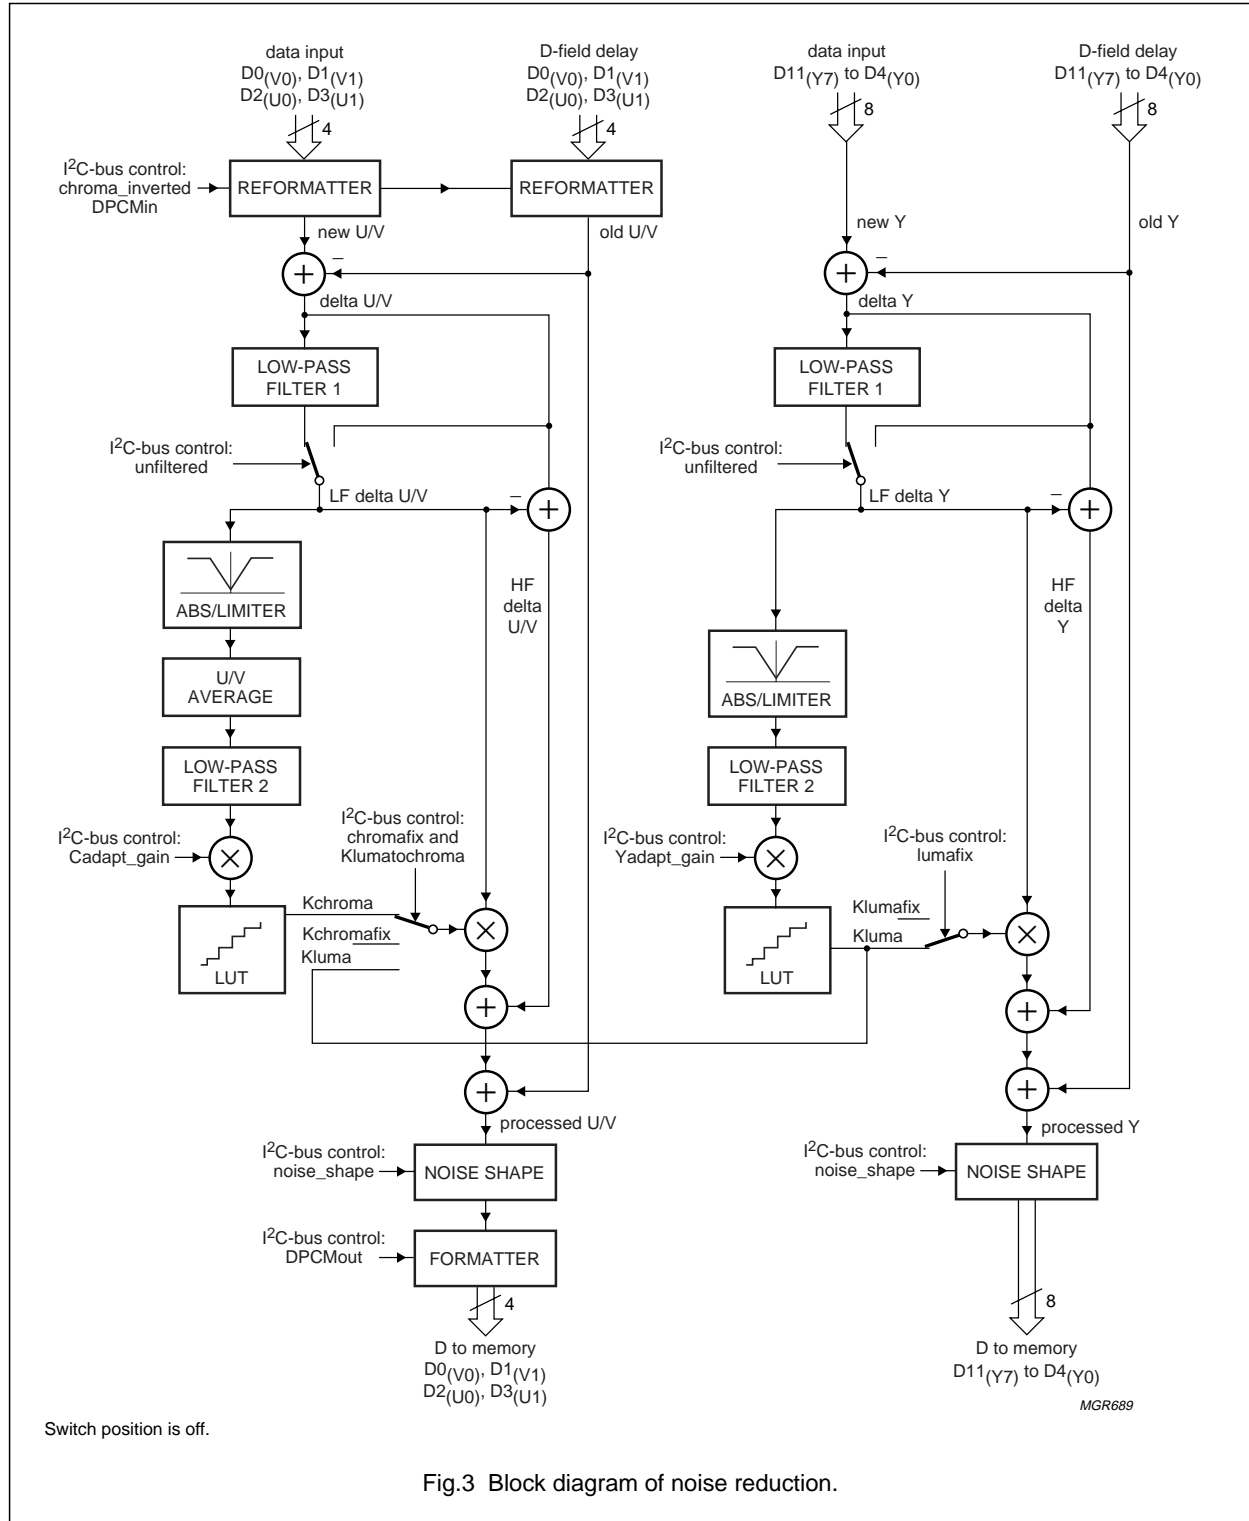 data input
D0(V0), D1(V1)
D2(U0), D3(U1)
D-field delay
D0(V0), D1(V1)
D2(U0), D3(U1)
data input
D11(Y7) to D4(Y0)
D-field delay
D11(Y7) to D4(Y0)
4
4
8
8
I2C-bus control:
chroma_inverted
DPCMin
REFORMATTER
REFORMATTER
new U/V
old U/V
new Y
old Y
–
–
+
+
delta U/V
delta Y
LOW-PASS
FILTER 1
LOW-PASS
FILTER 1
I2C-bus control:
unfiltered
I2C-bus control:
unfiltered
LF delta U/V
–
+
LF delta Y
–
+
ABS/LIMITER
HF
delta
U/V
HF
delta
Y
U/V
AVERAGE
ABS/LIMITER
LOW-PASS
FILTER 2
LOW-PASS
FILTER 2
I2C-bus control:
Cadapt_gain
×
I2C-bus control:
chromafix and
Klumatochroma
I2C-bus control:
Yadapt_gain
×
I2C-bus control:
lumafix
Kchroma
Kchromafix
Kluma
×
LUT
Klumafix
Kluma
×
LUT
+
+
+
+
processed U/V
processed Y
I2C-bus control:
noise_shape
NOISE SHAPE
I2C-bus control:
noise_shape
NOISE SHAPE
I2C-bus control:
DPCMout
FORMATTER
4
8
D to memory
D0(V0), D1(V1)
D2(U0), D3(U1)
D to memory
D11(Y7) to D4(Y0)
MGR689
Switch position is off.
Fig.3 Block diagram of noise reduction.